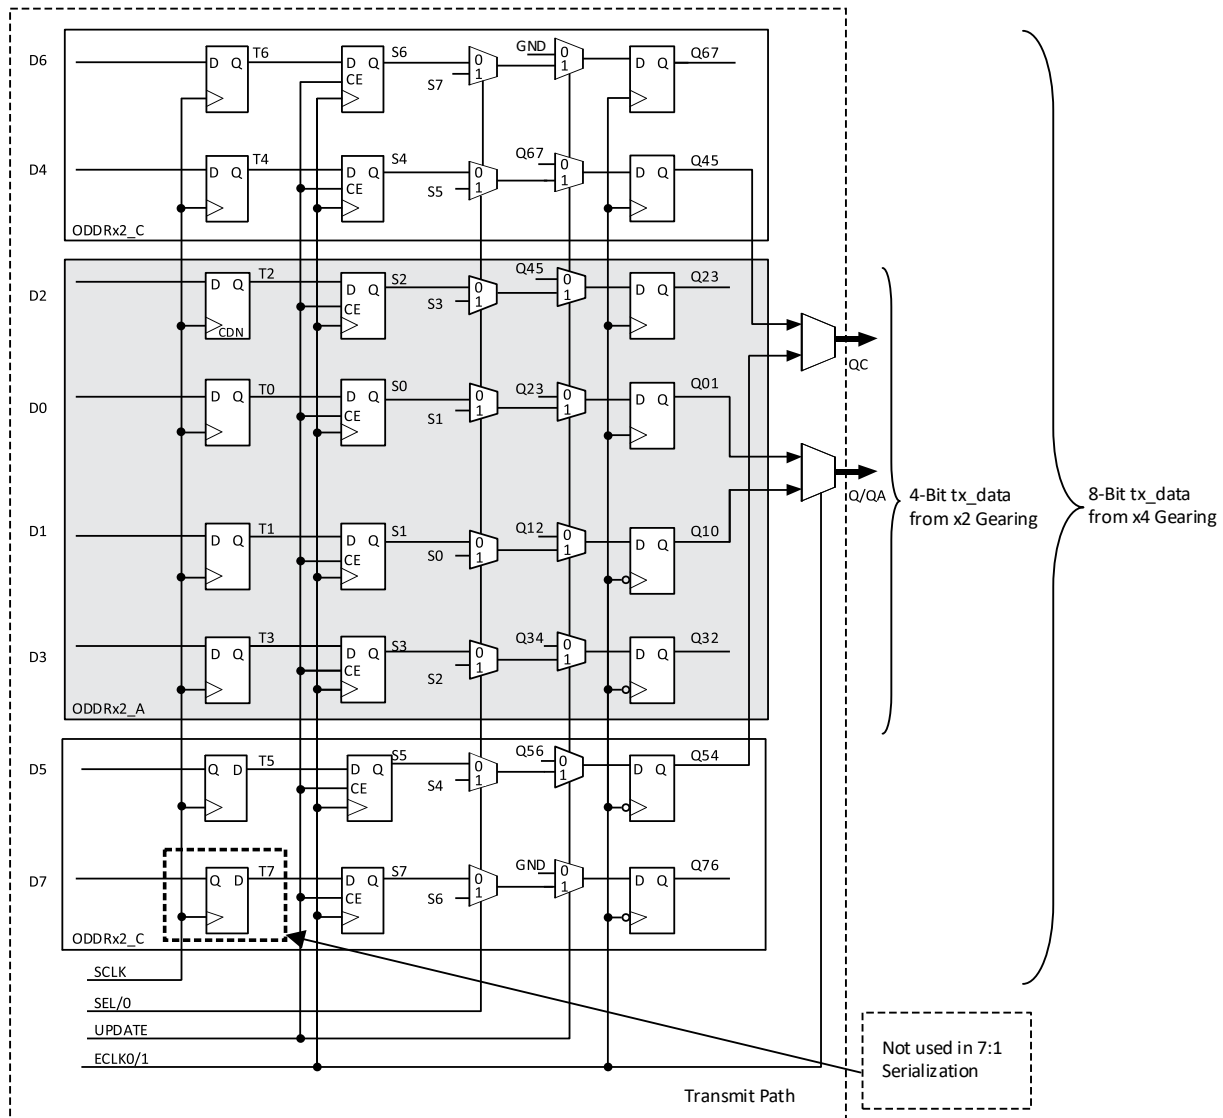 D6 D Q T6 D Q CE S6 0 1 S7 GND 0 1 D Q Q67
D4 D Q T4 D Q CE S4 0 1 S5 Q67 0 1 D Q Q45
ODDRx2_C
D2 D Q CDN T2 D Q CE S2 0 1 S3 Q45 0 1 D Q Q23
QC
D0 D Q T0 D Q CE S0 0 1 S1 Q23 0 1 D Q Q01
Q/QA
D1 D Q T1 D Q CE S1 0 1 S0 Q12 0 1 D Q Q10
D3 D Q T3 D Q CE S3 0 1 S2 Q34 0 1 D Q Q32
ODDRx2_A
4-Bit tx_data
from x2 Gearing
8-Bit tx_data
from x4 Gearing
D5 Q D T5 D Q CE S5 0 1 S4 Q56 0 1 D Q Q54
D7 Q D T7 D Q CE S7 0 1 S6 GND 0 1 D Q Q76
ODDRx2_C
SCLK
SEL/0
UPDATE
ECLK0/1
Transmit Path
Not used in 7:1
Serialization